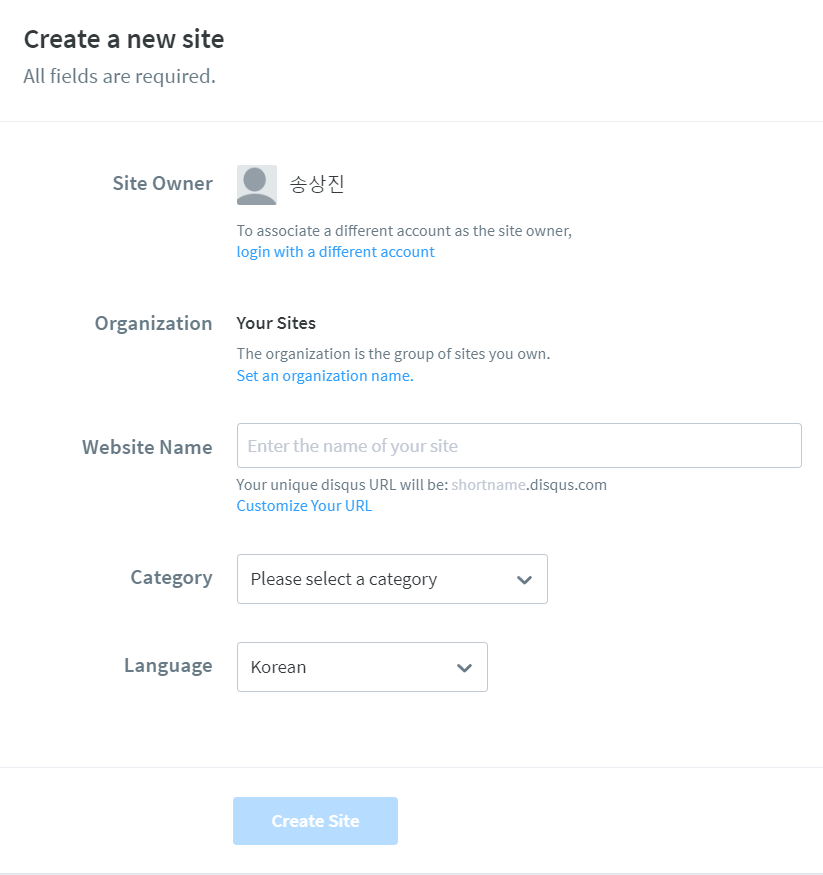 Create a new site
All fields are required.
Site Owner
송상진
To associate a different account as the site owner,
login with a different account
Organization
Your Sites
The organization is the group of sites you own.
Set an organization name.
Website Name
Enter the name of your site
Your unique disqus URL will be: shortname.disqus.com
Customize Your URL
Category
Please select a category
Language
Korean
Create Site